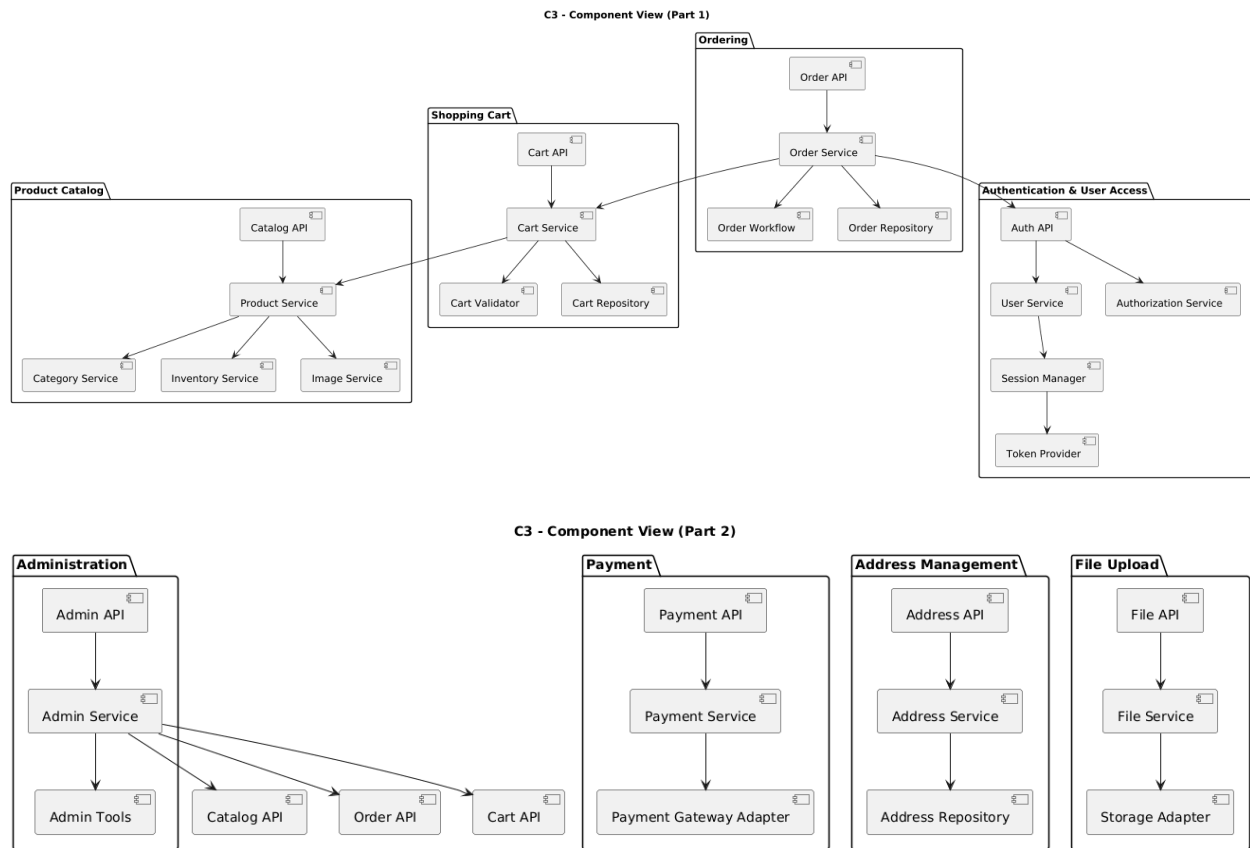 C3 - Component View (Part 1)
Ordering
Order API
Shopping Cart
Cart API
Order Service
Product Catalog
Authentication & User Access
Catalog API
Cart Service
Order Workflow
Order Repository
Auth API
Product Service
Cart Validator
Cart Repository
User Service
Authorization Service
Category Service
Inventory Service
Image Service
Session Manager
Token Provider
C3 - Component View (Part 2)
Administration
Payment
Address Management
File Upload
Admin API
Payment API
Address API
File API
Admin Service
Payment Service
Address Service
File Service
Admin Tools
Catalog API
Order API
Cart API
Payment Gateway Adapter
Address Repository
Storage Adapter